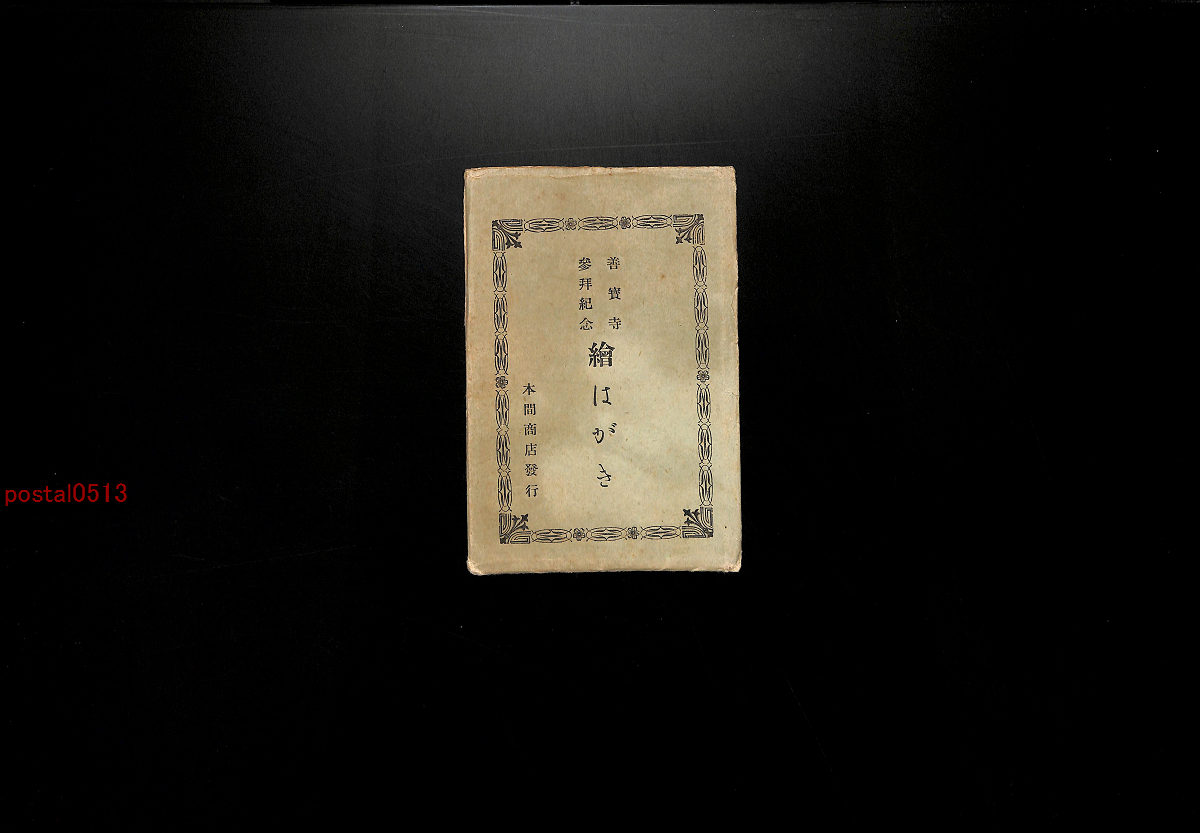 善寶寺
參拜紀念
繪はがき
本間商店發行
postal0513